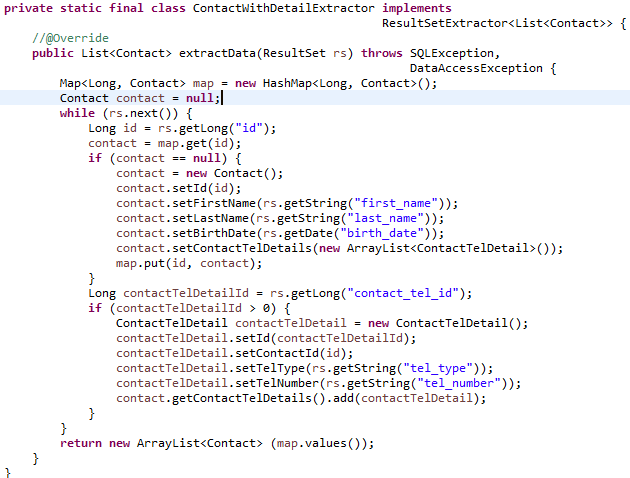 private static final class ContactWithDetailExtractor implements
ResultSetExtractor<List<Contact>> {
//@Override
public List<Contact> extractData(ResultSet rs) throws SQLException,
DataAccessException {
Map<Long, Contact> map = new HashMap<Long, Contact>();
Contact contact = null;
while (rs.next()) {
Long id = rs.getLong("id");
contact = map.get(id);
if (contact == null) {
contact = new Contact();
contact.setId(id);
contact.setFirstName(rs.getString("first_name"));
contact.setLastName(rs.getString("last_name"));
contact.setBirthDate(rs.getDate("birth_date"));
contact.setContactTelDetails(new ArrayList<ContactTelDetail>());
map.put(id, contact);
}
Long contactTelDetailId = rs.getLong("contact_tel_id");
if (contactTelDetailId > 0) {
ContactTelDetail contactTelDetail = new ContactTelDetail();
contactTelDetail.setId(contactTelDetailId);
contactTelDetail.setContactId(id);
contactTelDetail.setTelType(rs.getString("tel_type"));
contactTelDetail.setTelNumber(rs.getString("tel_number"));
contact.getContactTelDetails().add(contactTelDetail);
}
}
return new ArrayList<Contact> (map.values());
}
}